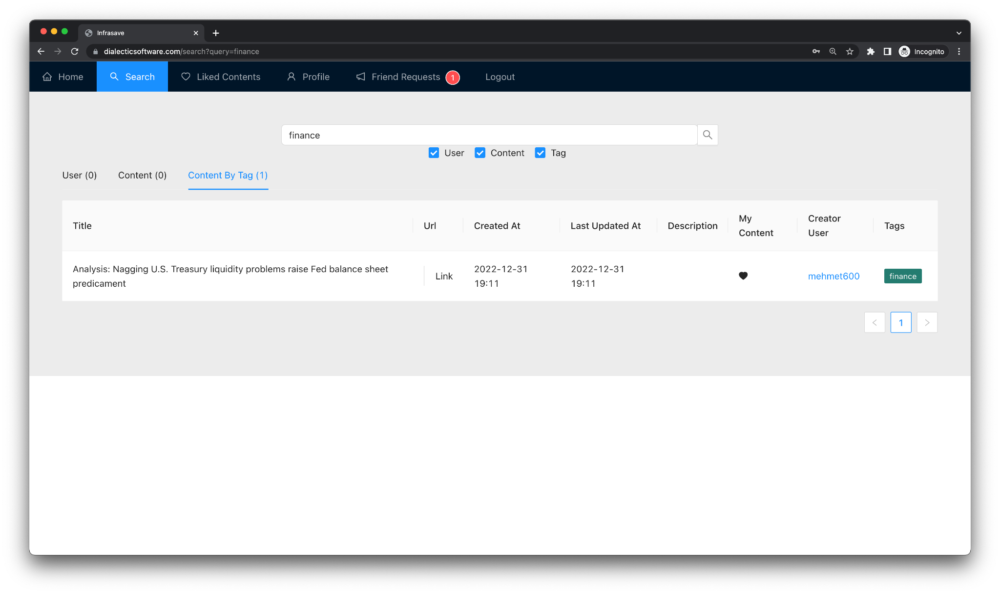 Infrasave
dialecticsoftware.com/search?query=finance
Incognito
Home Search Liked Contents Profile Friend Requests 1 Logout
finance
User Content Tag
User (0) Content (0) Content By Tag (1)
Title Url Created At Last Updated At Description My Content Creator User Tags
Analysis: Nagging U.S. Treasury liquidity problems raise Fed balance sheet
predicament
Link
2022-12-31
19:11
2022-12-31
19:11
mehmet600
finance
1